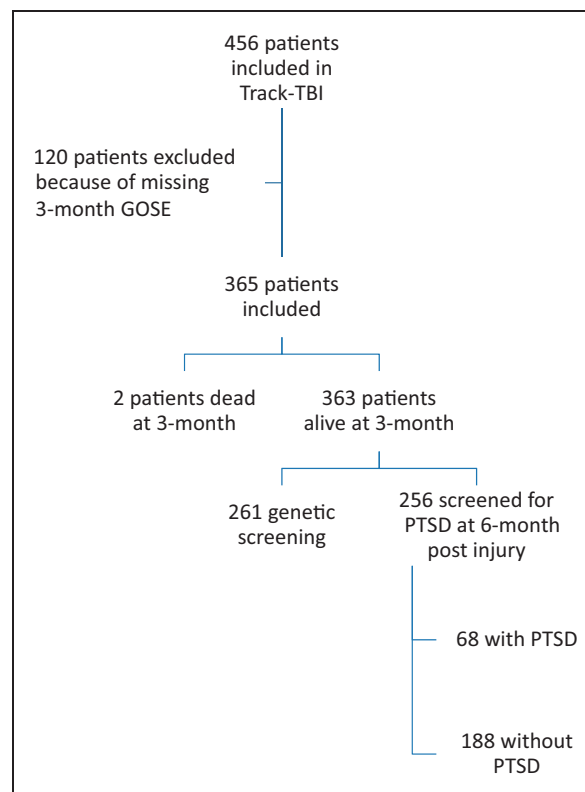 456 patients
included in
Track-TBI
120 patients excluded
because of missing
3-month GOSE
365 patients
included
2 patients dead
at 3-month
363 patients
alive at 3-month
261 genetic
screening
256 screened for
PTSD at 6-month
post injury
68 with PTSD
188 without
PTSD